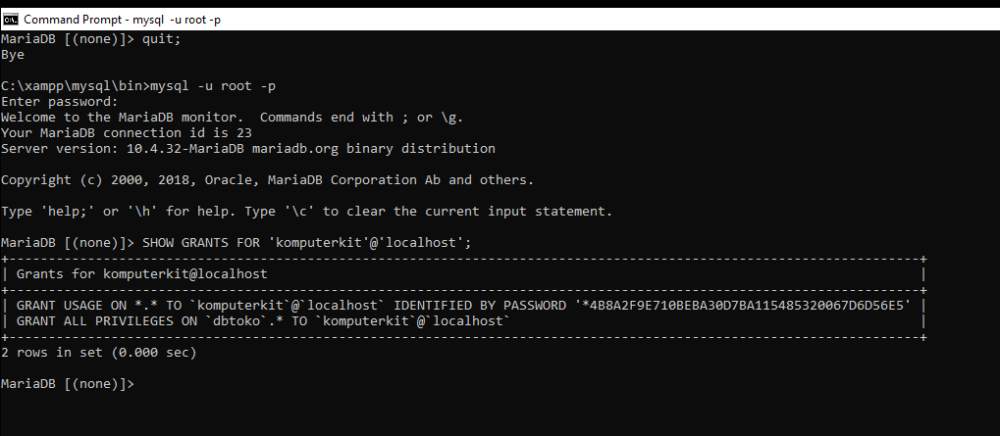 Command Prompt - mysql -u root -p
MariaDB [(none)]> quit;
Bye
C:\xampp\mysql\bin>mysql -u root -p
Enter password:
Welcome to the MariaDB monitor.  Commands end with ; or \g.
Your MariaDB connection id is 23
Server version: 10.4.32-MariaDB mariadb.org binary distribution
Copyright (c) 2000, 2018, Oracle, MariaDB Corporation Ab and others.
Type 'help;' or '\h' for help. Type '\c' to clear the current input statement.
MariaDB [(none)]> SHOW GRANTS FOR 'komputerkit'@'localhost';
+--------------------------------------------------------------------------------------------------------------------+
| Grants for komputerkit@localhost                                                                                   |
+--------------------------------------------------------------------------------------------------------------------+
| GRANT USAGE ON *.* TO `komputerkit`@`localhost` IDENTIFIED BY PASSWORD '*4B8A2F9E710BEBA30D7BA115485320067D6D56E5' |
| GRANT ALL PRIVILEGES ON `dbtoko`.* TO `komputerkit`@`localhost`                                                    |
+--------------------------------------------------------------------------------------------------------------------+
2 rows in set (0.000 sec)
MariaDB [(none)]>